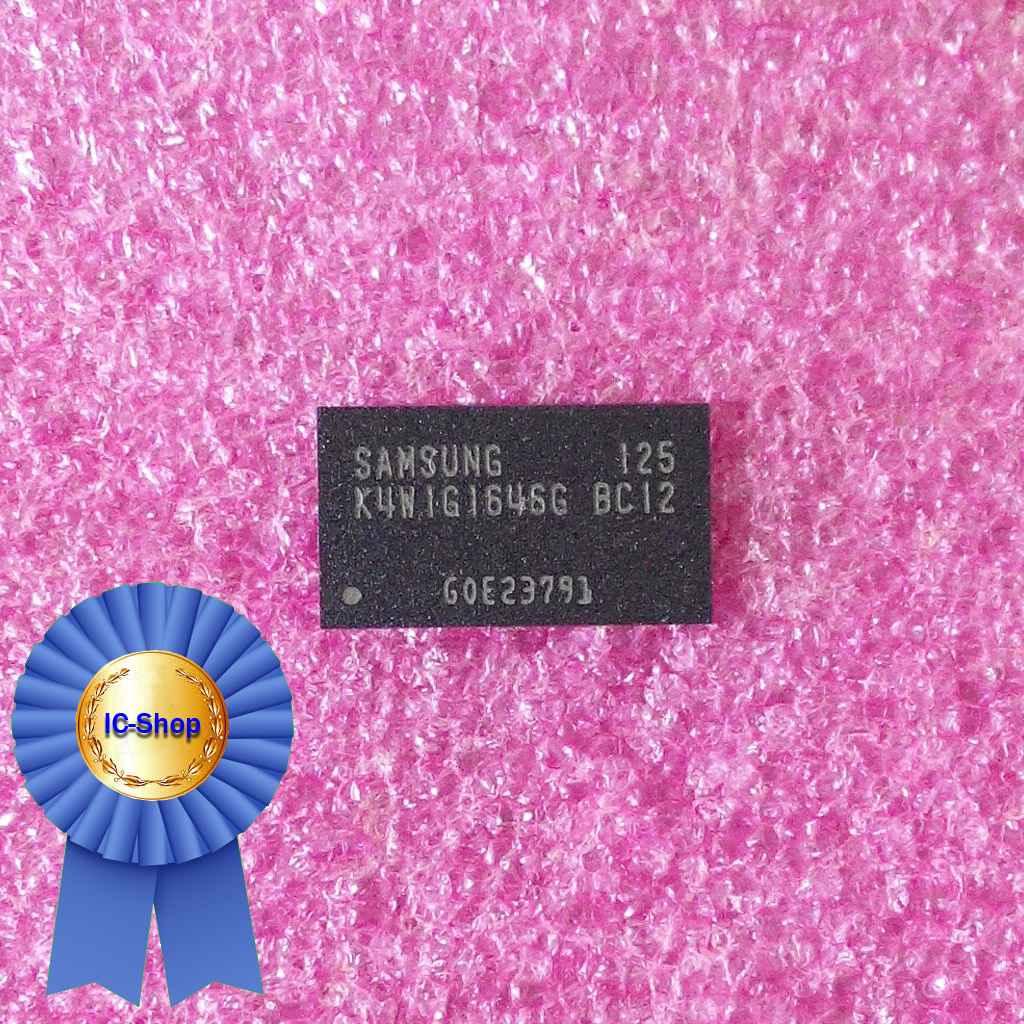 SAMSUNG 125
K4W1G1646G BC12
G0E23791
IC-Shop